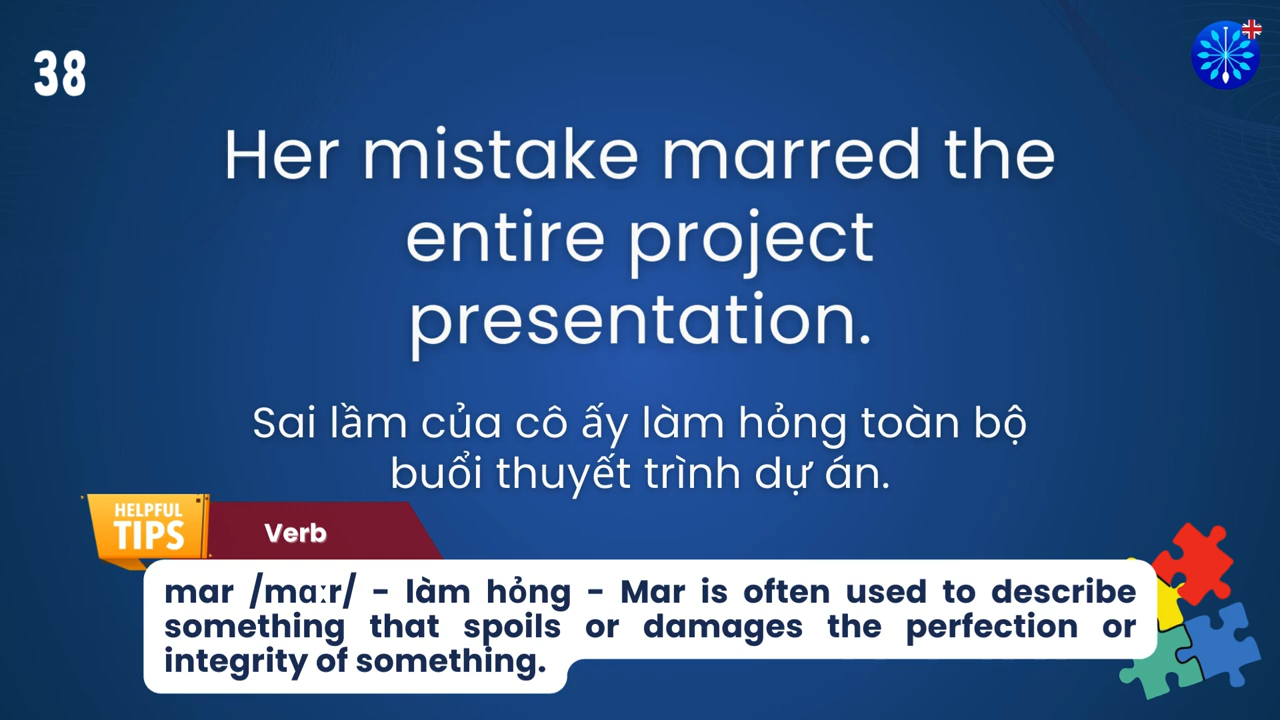 38
Her mistake marred the
entire project
presentation.
Sai lầm của cô ấy làm hỏng toàn bộ
buổi thuyết trình dự án.
HELPFUL
TIPS
Verb
mar /mɑːr/ - làm hỏng - Mar is often used to describe
something that spoils or damages the perfection or
integrity of something.